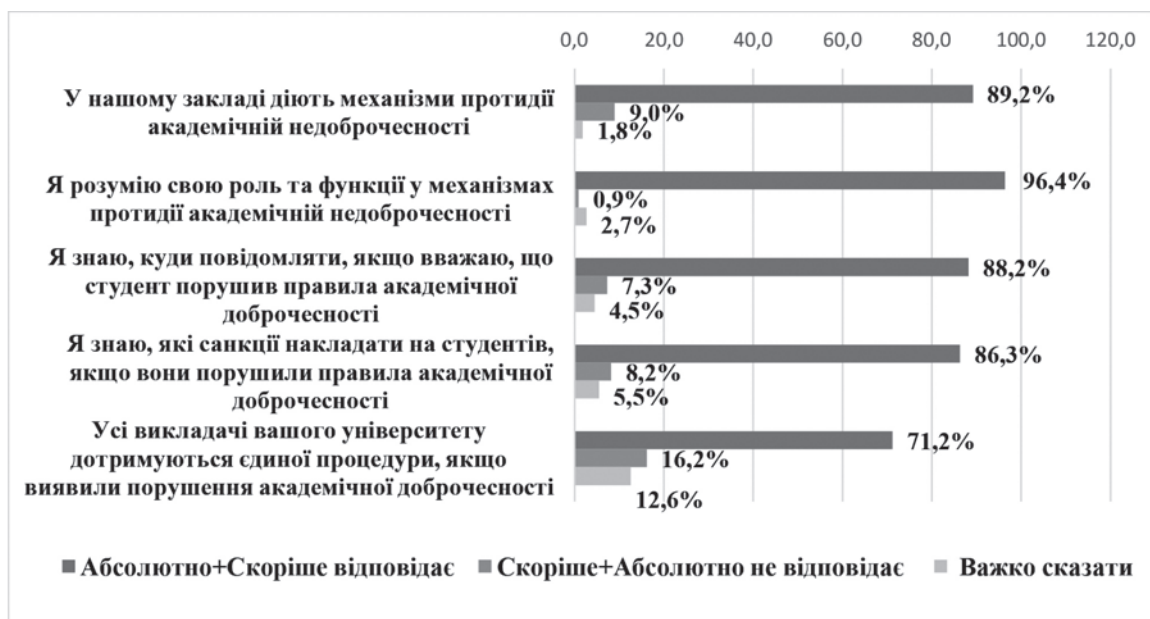 0,0 20,0 40,0 60,0 80,0 100,0 120,0
У нашому закладі діють механізми протидії
академічній недоброчесності
89,2%
9,0%
1,8%
Я розумію свою роль та функції у механізмах
протидії академічній недоброчесності
96,4%
0,9%
2,7%
Я знаю, куди повідомляти, якщо вважаю, що
студент порушив правила академічної
доброчесності
88,2%
7,3%
4,5%
Я знаю, які санкції накладати на студентів,
якщо вони порушили правила академічної
доброчесності
86,3%
8,2%
5,5%
Усі викладачі вашого університету
дотримуються єдиної процедури, якщо
виявили порушення академічної доброчесності
71,2%
16,2%
12,6%
Абсолютно+Скоріше відповідає Скоріше+Абсолютно не відповідає Важко сказати